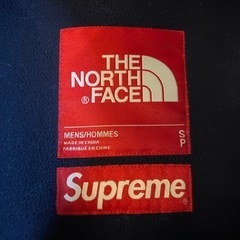 THE
NORTH
FACE
®
MENS/HOMMES
MADE IN CHINA
FABRIQUÉ EN CHINE
S
P
Supreme
®